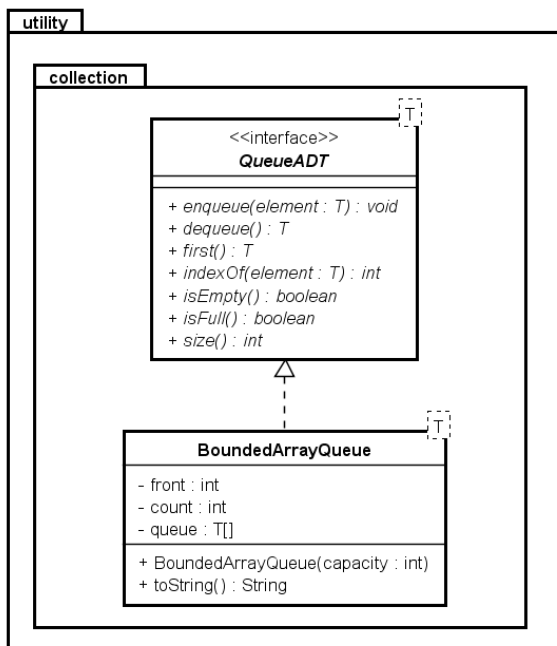 utility
collection
T
<<interface>>
QueueADT
+ enqueue(element : T) : void
+ dequeue() : T
+ first() : T
+ indexOf(element : T) : int
+ isEmpty() : boolean
+ isFull() : boolean
+ size() : int
T
BoundedArrayQueue
- front : int
- count : int
- queue : T[]
+ BoundedArrayQueue(capacity : int)
+ toString() : String